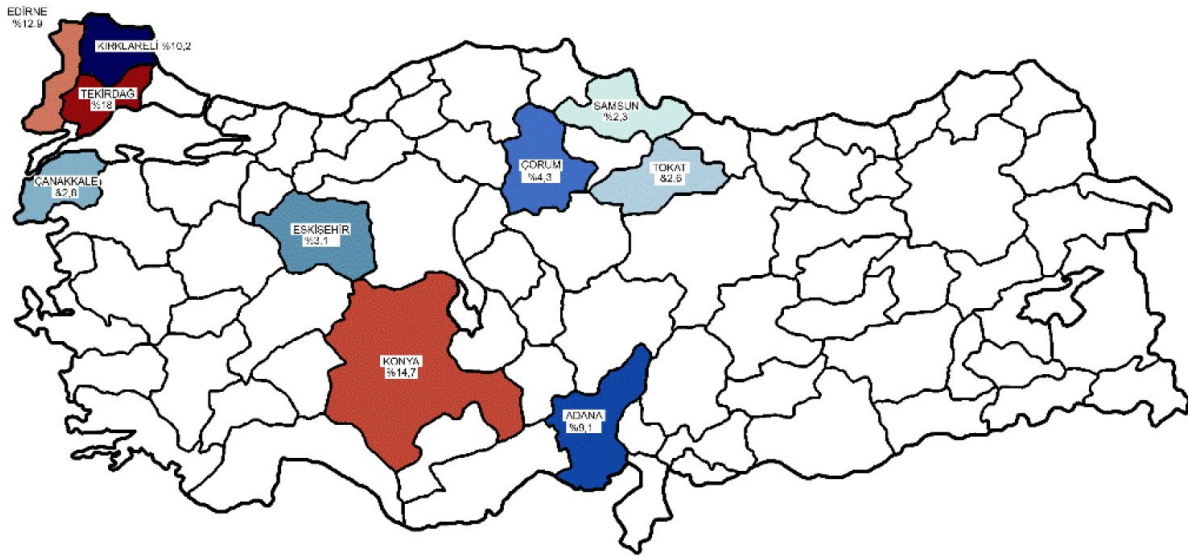 EDİRNE
%12.9
KIRKLARELİ %10,2
TEKİRDAĞ
%18
SAMSUN
%2,3
ÇORUM
%4,3
TOKAT
&2.6
ÇANAKKALE
&2,8
ESKİŞEHİR
%3,1
KONYA
%14,7
ADANA
%9,1